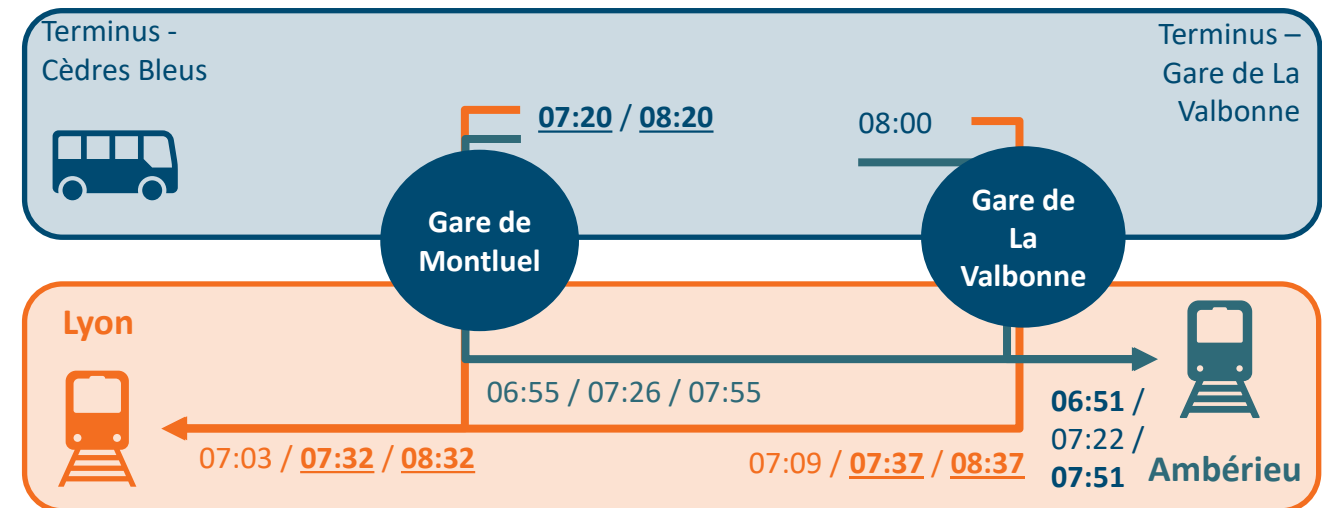 Terminus -
Cèdres Bleus
Terminus –
Gare de La
Valbonne
07:20 / 08:20
08:00
Gare de
Montluel
Gare de
La
Valbonne
Lyon
06:55 / 07:26 / 07:55
07:03 / 07:32 / 08:32
07:09 / 07:37 / 08:37
06:51 /
07:22 /
07:51
Ambérieu